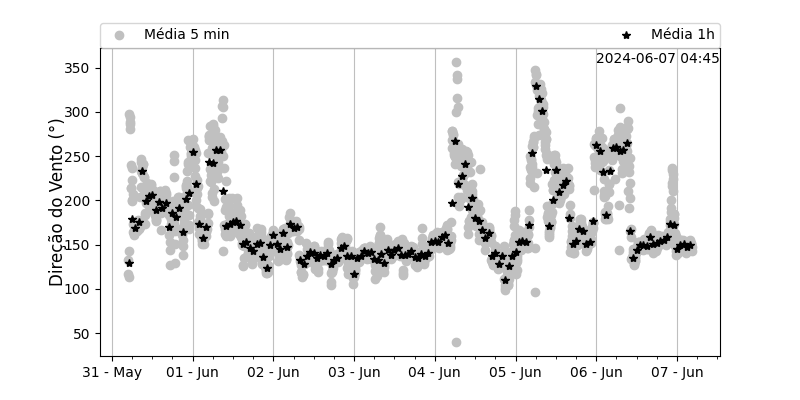 Média 5 min Média 1h
2024-06-07 04:45
Direção do Vento (°)
350
300
250
200
150
100
50
31 - May 01 - Jun 02 - Jun 03 - Jun 04 - Jun 05 - Jun 06 - Jun 07 - Jun